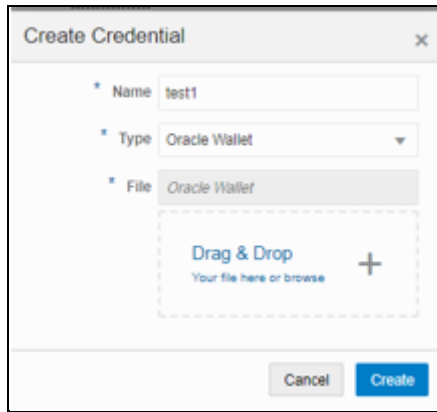 Create Credential ×
* Name test1
* Type Oracle Wallet
* File Oracle Wallet
Drag & Drop
Your file here or browse
Cancel Create